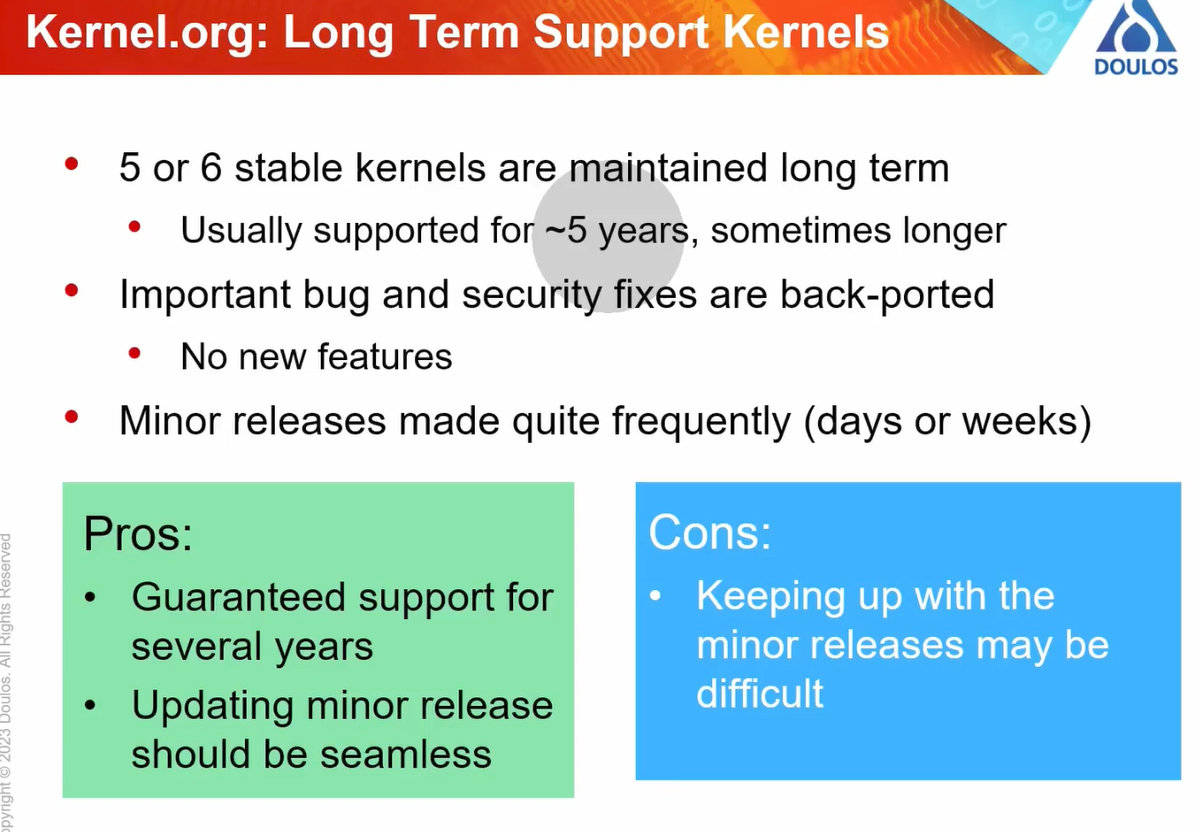 Kernel.org: Long Term Support Kernels
DOULOS
• 5 or 6 stable kernels are maintained long term
• Usually supported for ~5 years, sometimes longer
• Important bug and security fixes are back-ported
• No new features
• Minor releases made quite frequently (days or weeks)
Pros:
• Guaranteed support for
several years
• Updating minor release
should be seamless
Cons:
• Keeping up with the
minor releases may be
difficult
opyright © 2023 Doulos. All Rights Reserved